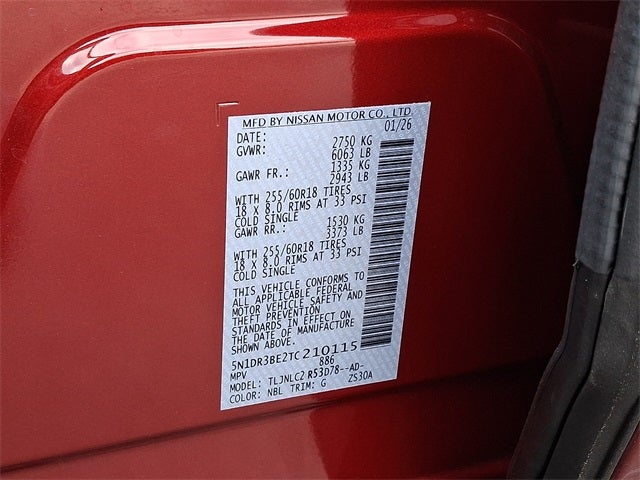 MFD BY NISSAN MOTOR CO., LTD
DATE: 01/26
GVWR: 2750 KG
6063 LB
GAWR FR.: 1335 KG
2943 LB
WITH 255/60R18 TIRES
18 X 8.0 RIMS AT 33 PSI
COLD SINGLE
GAWR RR.: 1530 KG
3373 LB
WITH 255/60R18 TIRES
18 X 8.0 RIMS AT 33 PSI
COLD SINGLE
THIS VEHICLE CONFORMS TO
ALL APPLICABLE FEDERAL
MOTOR VEHICLE SAFETY AND
THEFT PREVENTION
STANDARDS IN EFFECT ON
THE DATE OF MANUFACTURE
SHOWN ABOVE.
5N1DR3BE2TC210115
MPV 886
MODEL: TLJNLC2 R53D78--AD-
COLOR: NBL TRIM: G ZS30A